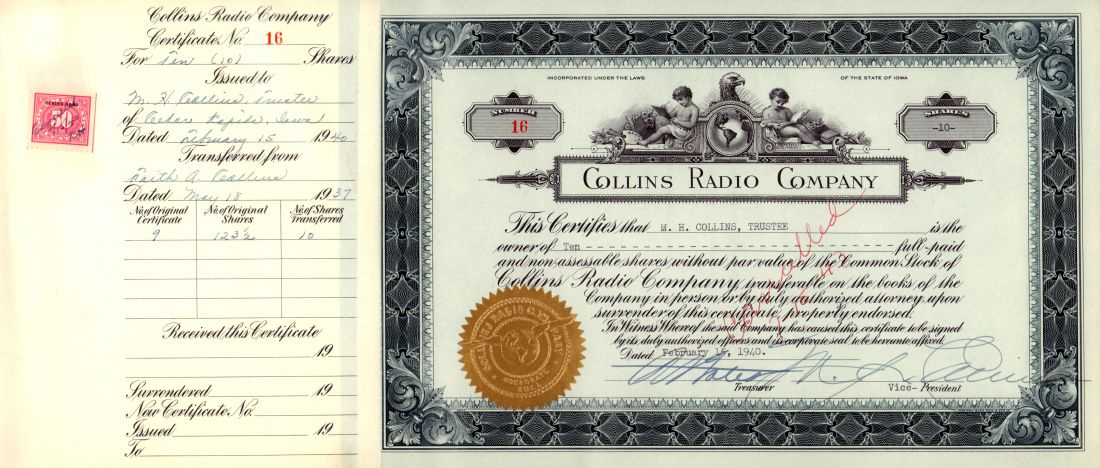 Collins Radio Company
Certificate No. 16
For Ten (10) Shares
Issued to
M. H. Collins, Trustee
of Cedar Rapids, Iowa
Dated February 15 1940
Transferred from
Faith A. Collins
Dated May 18 1937
No. of Original Certificate No. of Original Shares No. of Shares Transferred
9 123½ 10
Received this Certificate
19
Surrendered 19
New Certificate No.
Issued 19
To
SERIES 1940
50
INCORPORATED UNDER THE LAWS OF THE STATE OF IOWA
NUMBER
16
SHARES
-10-
COLLINS RADIO COMPANY
This Certifies that M. H. COLLINS, TRUSTEE is the
owner of Ten - - - - - - - - - - - - - - - - - - - - - - - - full-paid
and non-assessable shares without par value of the Common Stock of
Collins Radio Company, transferable on the books of the
Company in person or by duly authorized attorney upon
surrender of this certificate, properly endorsed.
In Witness Whereof the said Company has caused this certificate to be signed
by its duly authorized officers and its corporate seal to be hereunto affixed.
Dated February 15, 1940.
Treasurer Vice- President
Cancelled